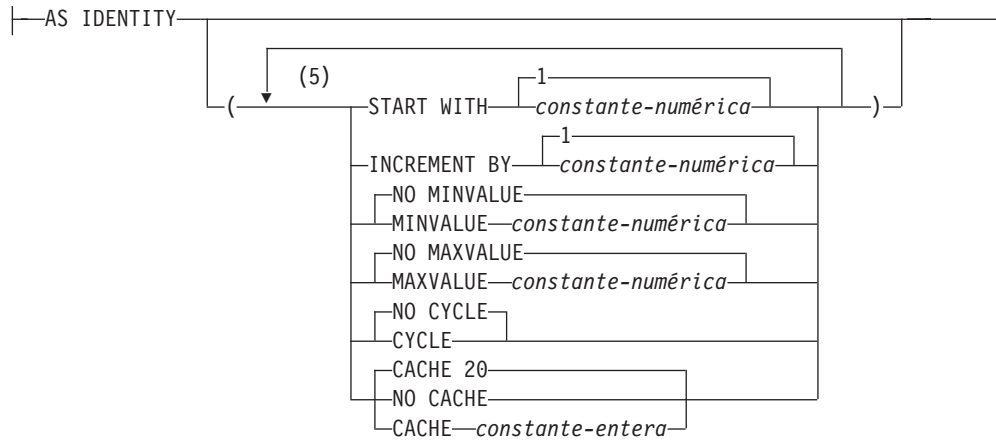 AS IDENTITY
(5)
1
( START WITH constante-numérica )
1
INCREMENT BY constante-numérica
NO MINVALUE
MINVALUE constante-numérica
NO MAXVALUE
MAXVALUE constante-numérica
NO CYCLE
CYCLE
CACHE 20
NO CACHE
CACHE constante-entera